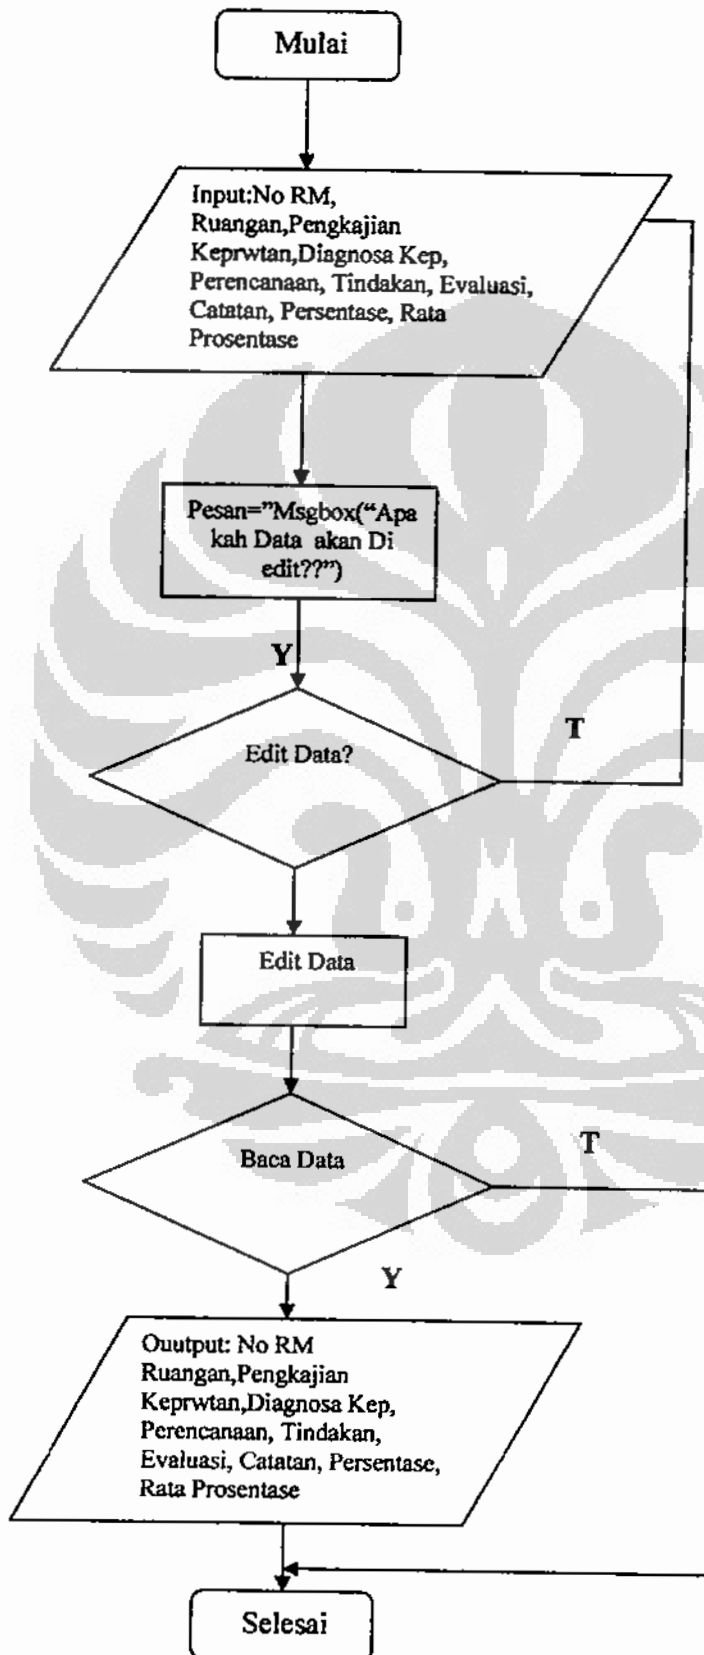 Mulai
Input:No RM,
Ruangan,Pengkajian
Keprwtan,Diagnosa Kep,
Perencanaan, Tindakan, Evaluasi,
Catatan, Persentase, Rata
Prosentase
Pesan=”Msgbox(“Apa
kah Data akan Di
edit??”)
Y
Edit Data?
T
Edit Data
Baca Data
T
Y
Ouutput: No RM
Ruangan,Pengkajian
Keprwtan,Diagnosa Kep,
Perencanaan, Tindakan,
Evaluasi, Catatan, Persentase,
Rata Prosentase
Selesai